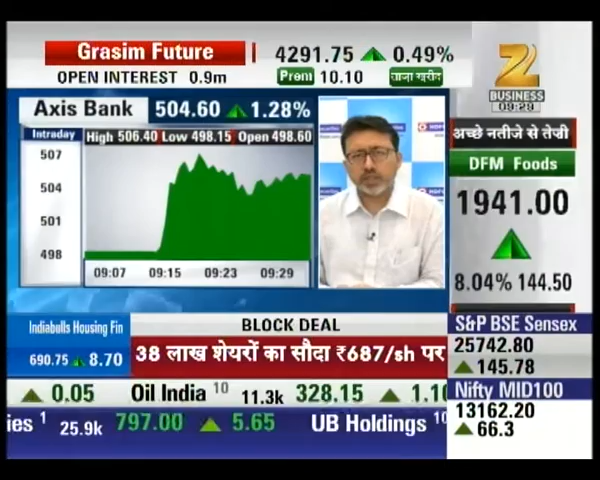 Grasim Future
4291.75 0.49%
OPEN INTEREST 0.9m
Prem 10.10 ताज़ा खरीद
Z
BUSINESS
09:29
Axis Bank 504.60 1.28%
Intraday High 506.40 Low 498.15 Open 498.60
507
504
501
498
09:07 09:15 09:23 09:29
अच्छे नतीजे से तेजी
DFM Foods
1941.00
8.04% 144.50
Indiabulls Housing Fin
690.75 8.70
BLOCK DEAL
38 लाख शेयरों का सौदा ₹687/sh पर
S&P BSE Sensex
25742.80
145.78
Nifty MID100
13162.20
66.3
0.05 Oil India 10 11.3k 328.15 1.10
ies 1 25.9k 797.00 5.65 UB Holdings 10